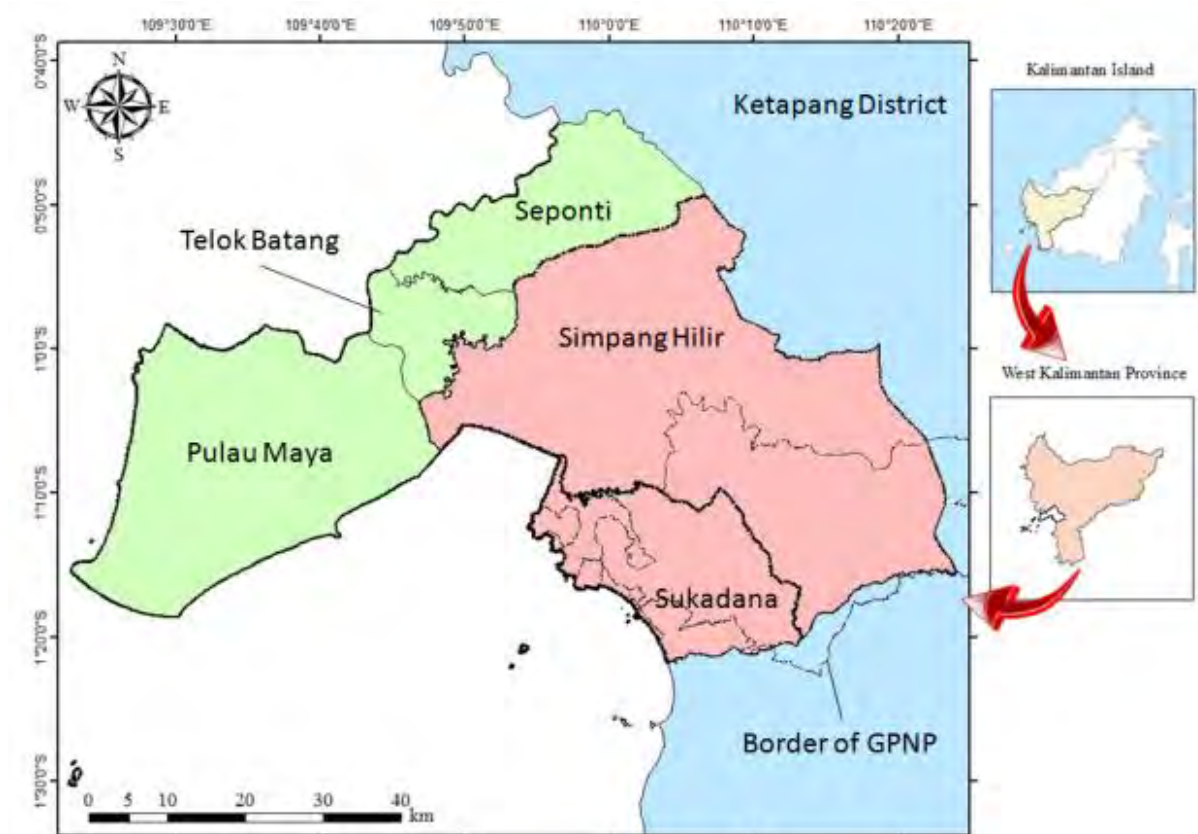 109°30'0"E 109°40'0"E 109°50'0"E 110°0'0"E 110°10'0"E 110°20'0"E
0°40'0"S
0°50'0"S
1°0'0"S
1°10'0"S
1°20'0"S
1°30'0"S
N
W E
S
Ketapang District
Seponti
Telok Batang
Simpang Hilir
Pulau Maya
Sukadana
Border of GPNP
0 5 10 20 30 40
km
Kalimantan Island
West Kalimantan Province